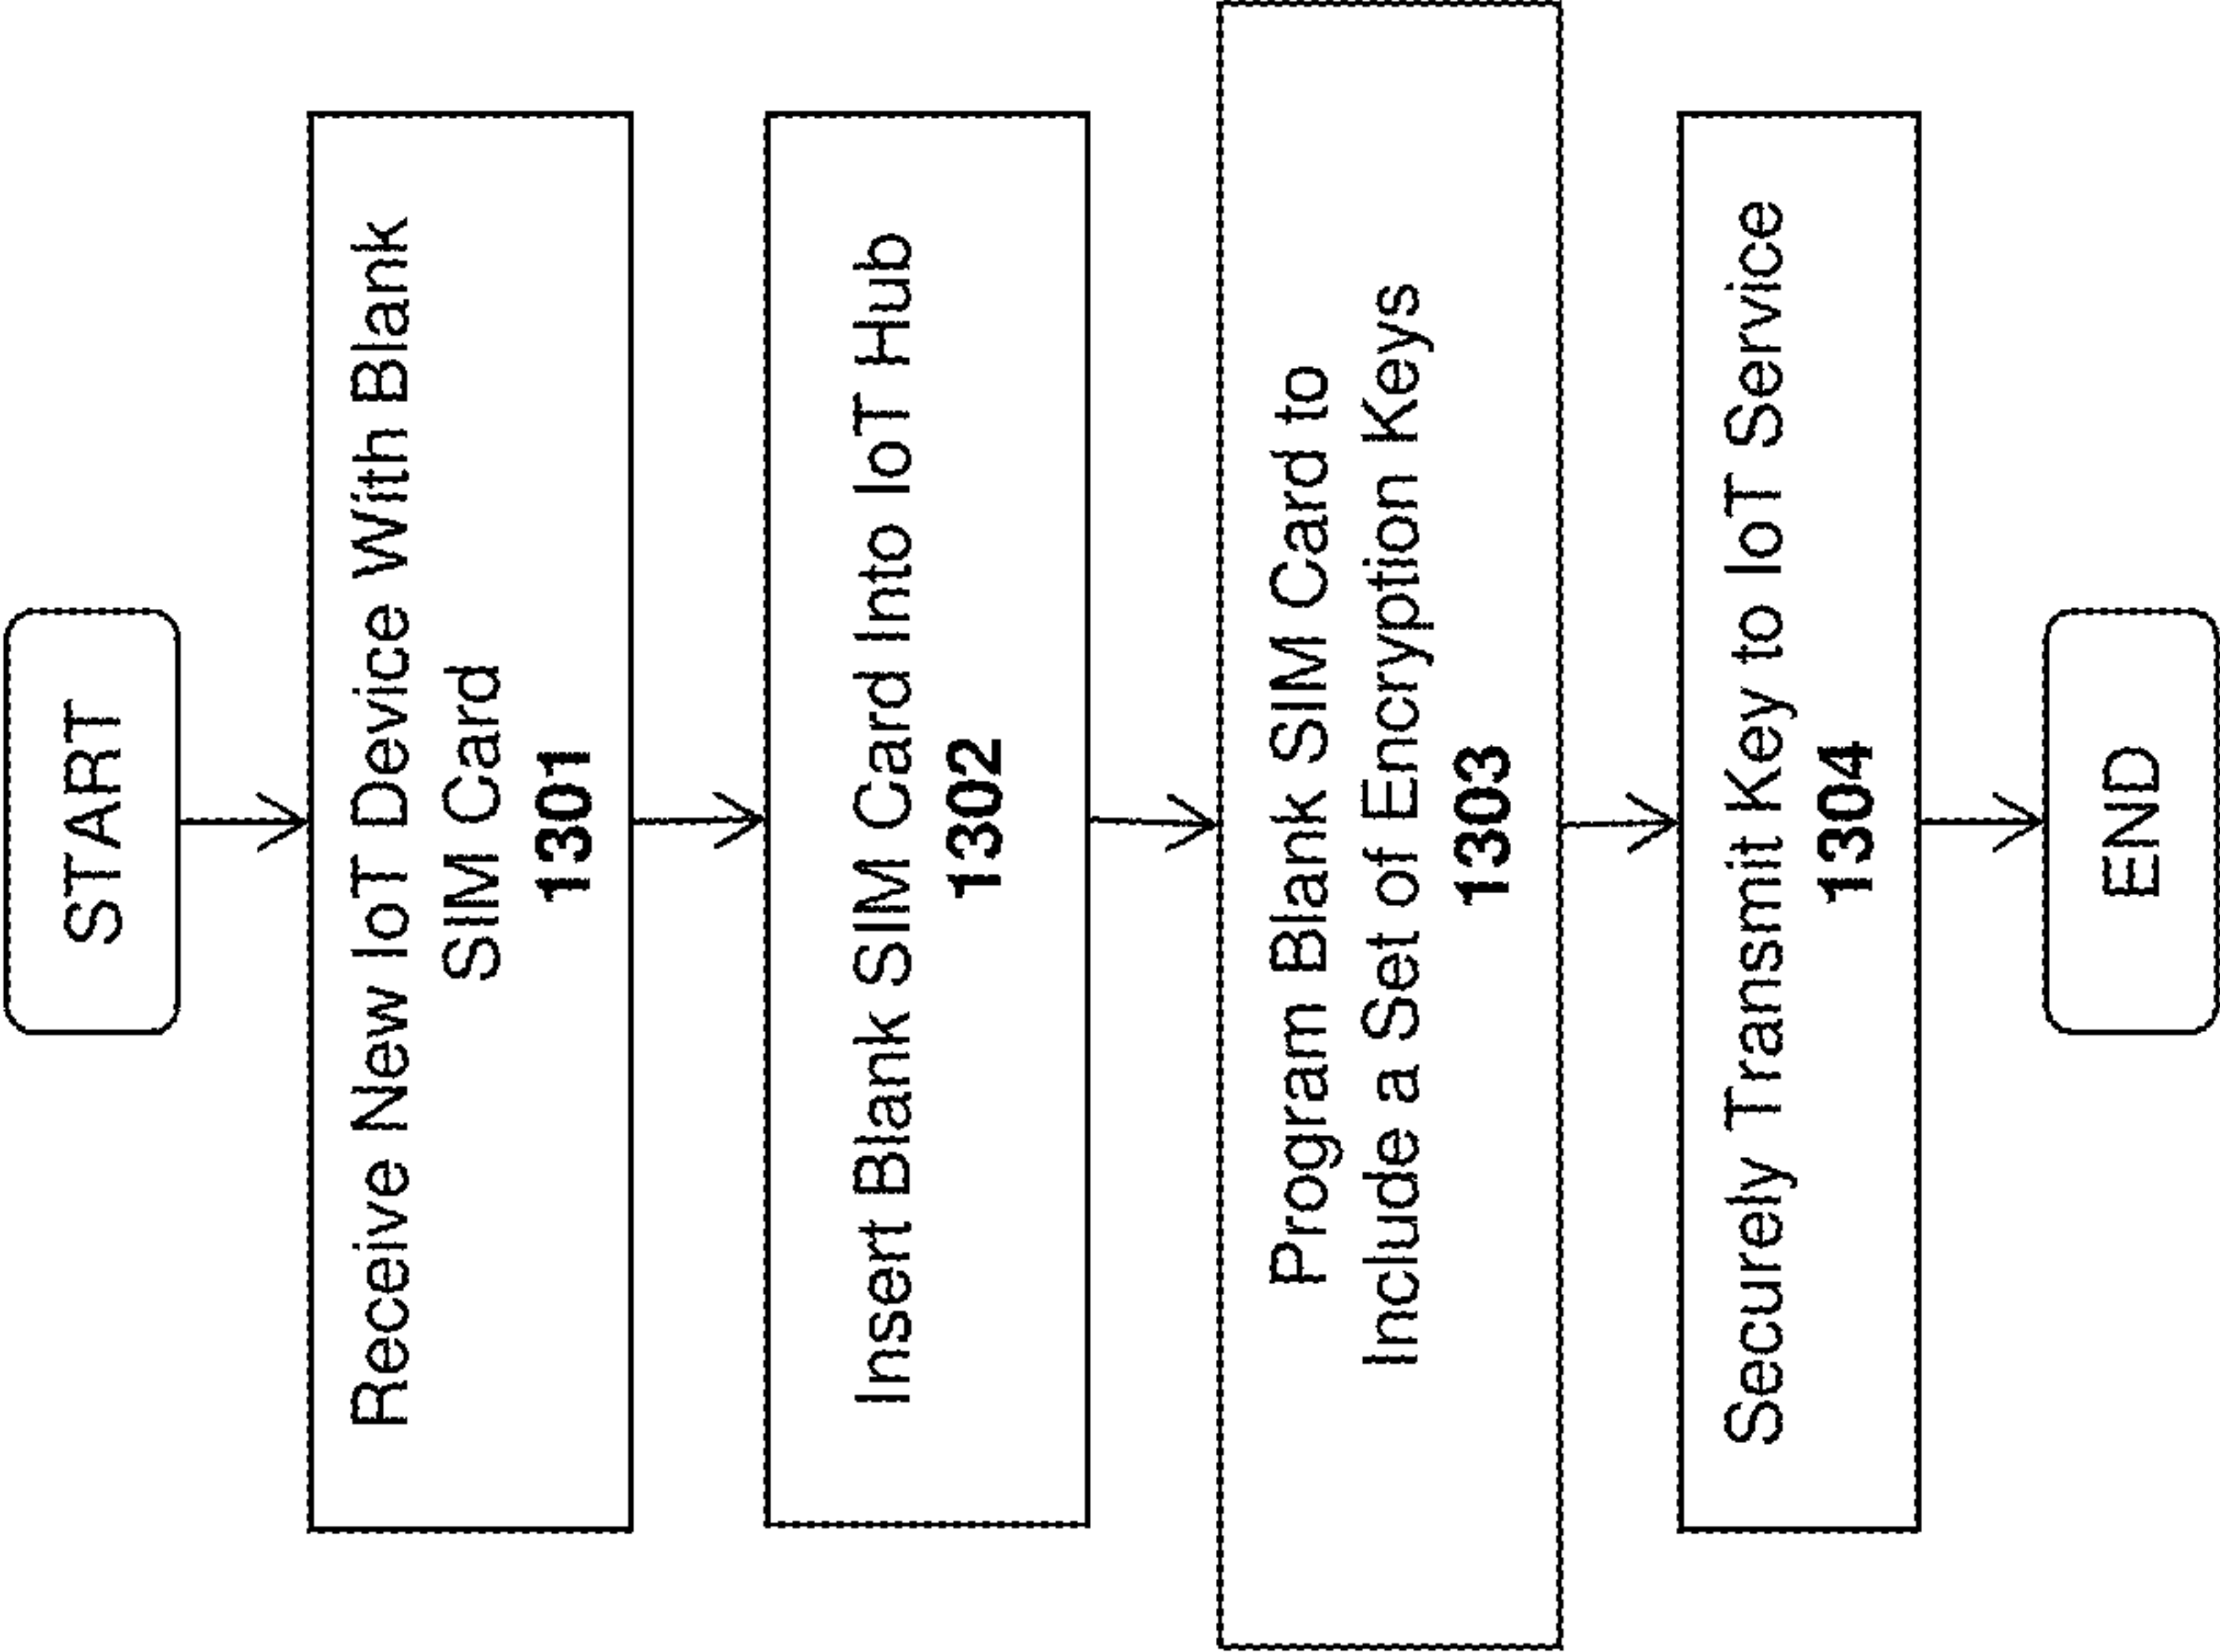 START
Receive New IoT Device With Blank
SIM Card
1301
Insert Blank SIM Card Into IoT Hub
1302
Program Blank SIM Card to
Include a Set of Encryption Keys
1303
Securely Transmit Key to IoT Service
1304
END